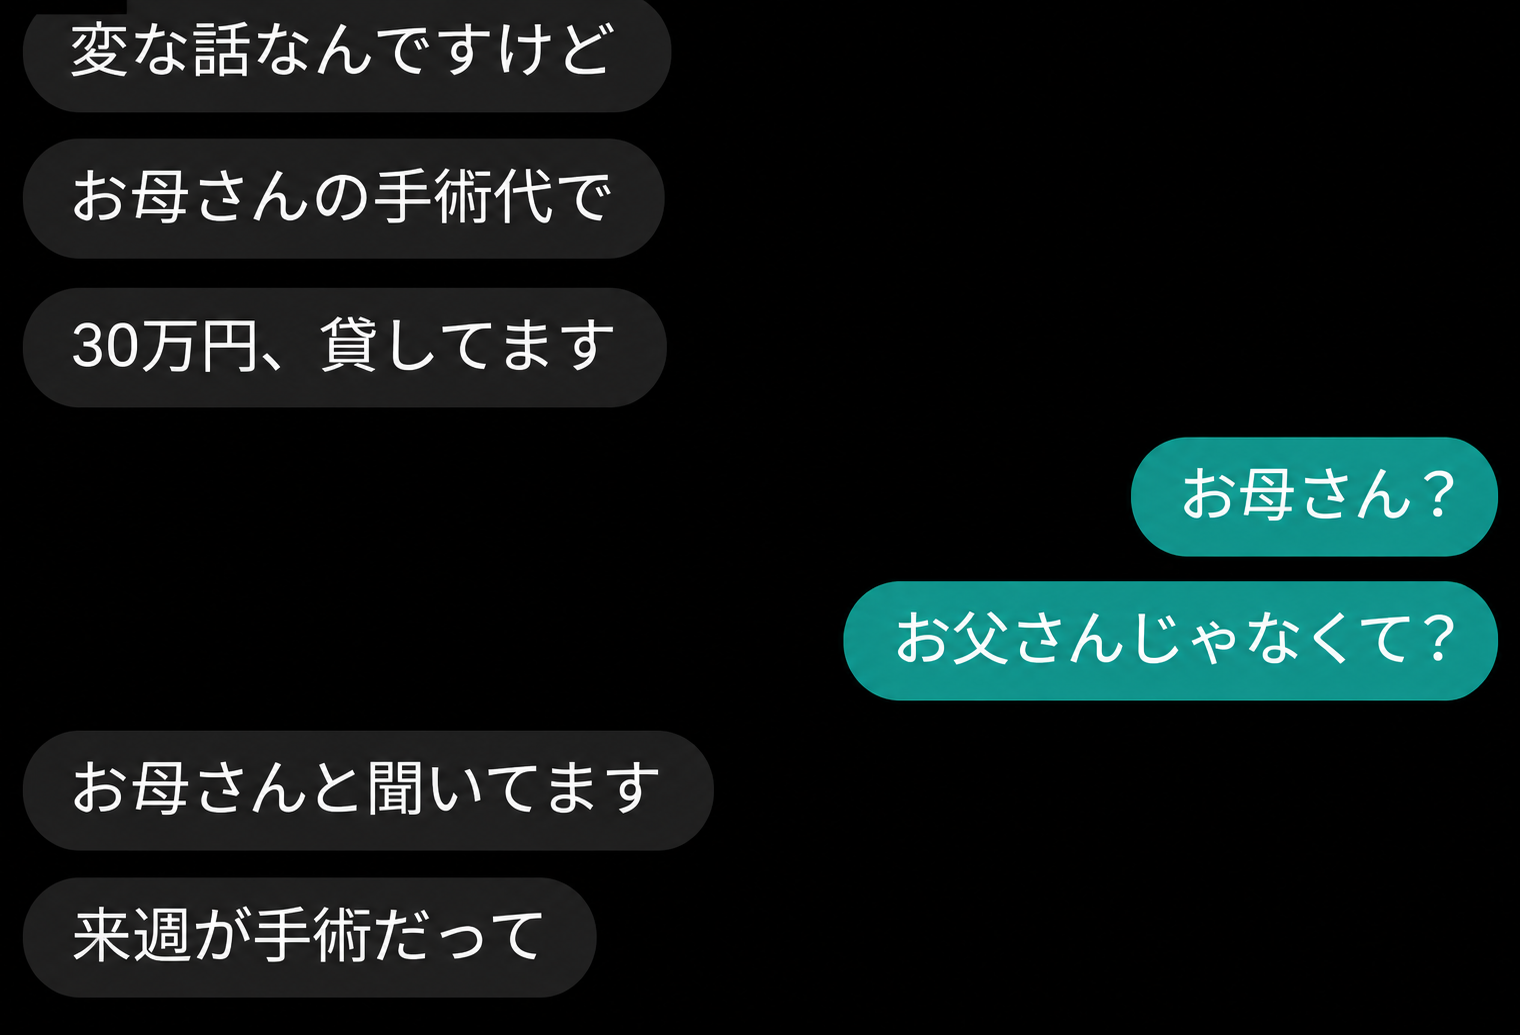 変な話なんですけど
お母さんの手術代で
30万円、貸してます
お母さん？
お父さんじゃなくて？
お母さんと聞いてます
来週が手術だって